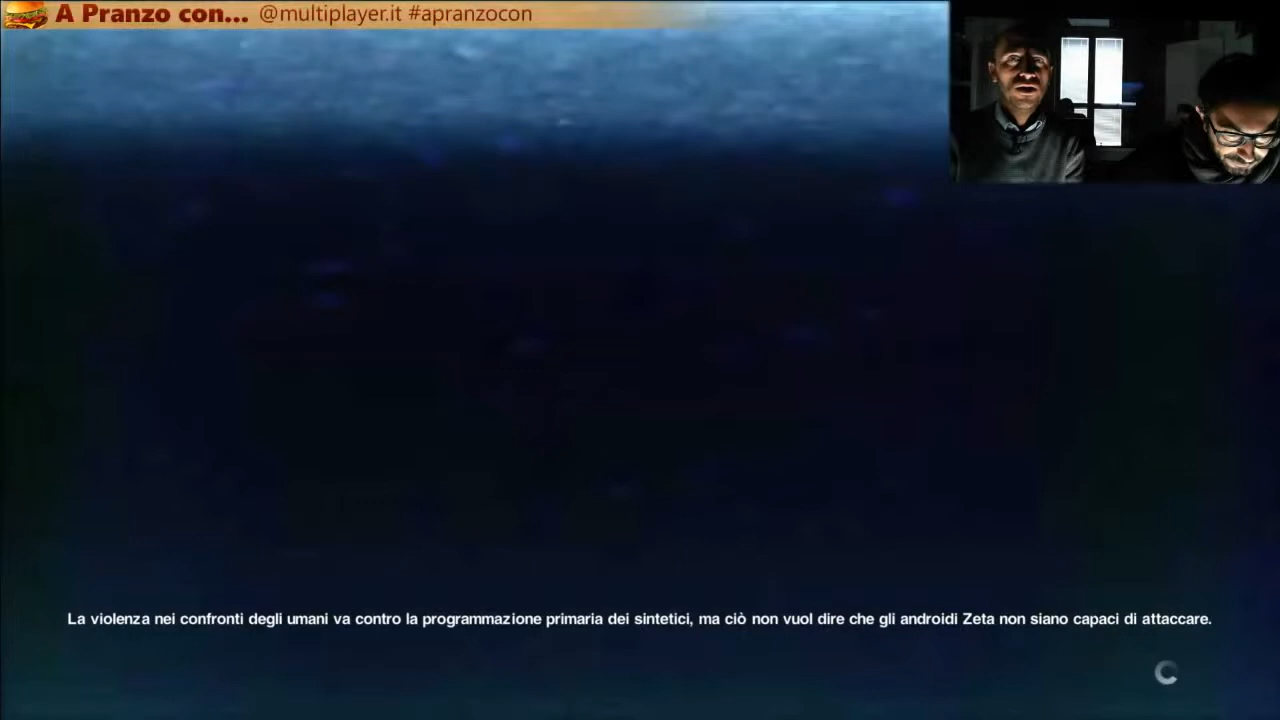 A Pranzo con... @multiplayer.it #apranzocon
La violenza nei confronti degli umani va contro la programmazione primaria dei sintetici, ma ciò non vuol dire che gli androidi Zeta non siano capaci di attaccare.